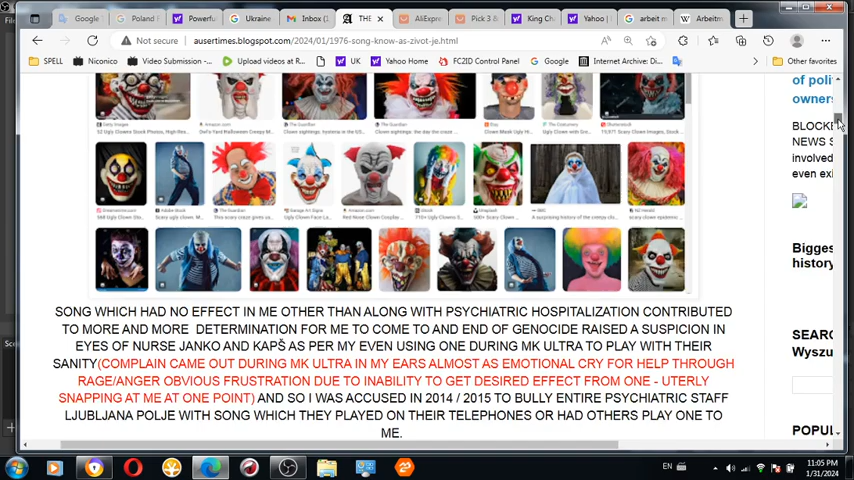 Google
Poland
Powerful
Ukraine
Inbox (1
THE
AliExpre
Pick 3 &
King Ch
Yahoo |
arbeit m
Arbeitm
Not secure
ausertimes.blogspot.com/2024/01/1976-song-know-as-zivot-je.html
SPELL
Niconico
Video Submission -...
Upload videos at R...
UK
Yahoo Home
FC2ID Control Panel
Google
Internet Archive: Di...
Other favorites
of polit
owners
BLOCK
NEWS S
involved
even exi
Bigges
history
SEARC
Wyszu
POPUL
SONG WHICH HAD NO EFFECT IN ME OTHER THAN ALONG WITH PSYCHIATRIC HOSPITALIZATION CONTRIBUTED
TO MORE AND MORE DETERMINATION FOR ME TO COME TO AND END OF GENOCIDE RAISED A SUSPICION IN
EYES OF NURSE JANKO AND KAPŠ AS PER MY EVEN USING ONE DURING MK ULTRA TO PLAY WITH THEIR
SANITY(COMPLAIN CAME OUT DURING MK ULTRA IN MY EARS ALMOST AS EMOTIONAL CRY FOR HELP THROUGH
RAGE/ANGER OBVIOUS FRUSTRATION DUE TO INABILITY TO GET DESIRED EFFECT FROM ONE - UTERLY
SNAPPING AT ME AT ONE POINT) AND SO I WAS ACCUSED IN 2014 / 2015 TO BULLY ENTIRE PSYCHIATRIC STAFF
LJUBLJANA POLJE WITH SONG WHICH THEY PLAYED ON THEIR TELEPHONES OR HAD OTHERS PLAY ONE TO
ME.
EN
11:05 PM
1/31/2024